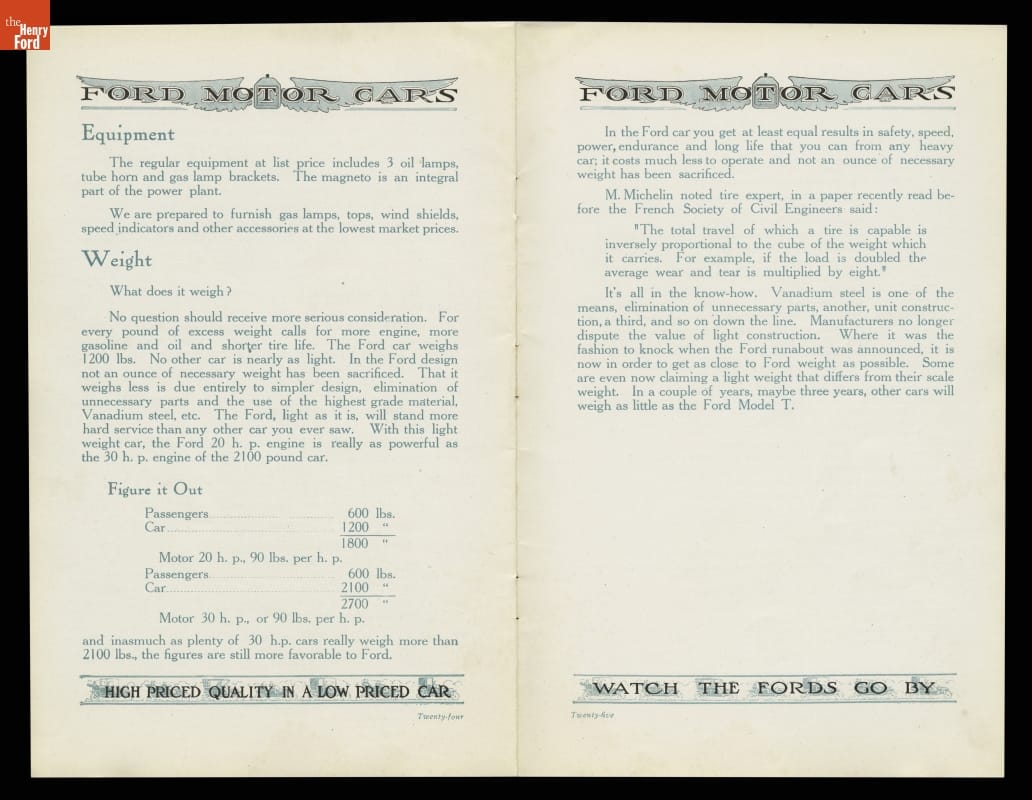 the
Henry
Ford
FORD MOTOR CARS
Equipment
The regular equipment at list price includes 3 oil lamps,
tube horn and gas lamp brackets. The magneto is an integral
part of the power plant.
We are prepared to furnish gas lamps, tops, wind shields,
speed indicators and other accessories at the lowest market prices.
Weight
What does it weigh?
No question should receive more serious consideration. For
every pound of excess weight calls for more engine, more
gasoline and oil and shorter tire life. The Ford car weighs
1200 lbs. No other car is nearly as light. In the Ford design
not an ounce of necessary weight has been sacrificed. That it
weighs less is due entirely to simpler design, elimination of
unnecessary parts and the use of the highest grade material,
Vanadium steel, etc. The Ford, light as it is, will stand more
hard service than any other car you ever saw. With this light
weight car, the Ford 20 h. p. engine is really as powerful as
the 30 h. p. engine of the 2100 pound car.
Figure it Out
Passengers 600 lbs.
Car 1200 "
1800 "
Motor 20 h. p., 90 lbs. per h. p.
Passengers 600 lbs.
Car 2100 "
2700 "
Motor 30 h. p., or 90 lbs. per h. p.
and inasmuch as plenty of 30 h.p. cars really weigh more than
2100 lbs., the figures are still more favorable to Ford.
HIGH PRICED QUALITY IN A LOW PRICED CAR
Twenty-four
FORD MOTOR CARS
In the Ford car you get at least equal results in safety, speed,
power, endurance and long life that you can from any heavy
car; it costs much less to operate and not an ounce of necessary
weight has been sacrificed.
M. Michelin noted tire expert, in a paper recently read be-
fore the French Society of Civil Engineers said:
"The total travel of which a tire is capable is
inversely proportional to the cube of the weight which
it carries. For example, if the load is doubled the
average wear and tear is multiplied by eight."
It's all in the know-how. Vanadium steel is one of the
means, elimination of unnecessary parts, another, unit construc-
tion, a third, and so on down the line. Manufacturers no longer
dispute the value of light construction. Where it was the
fashion to knock when the Ford runabout was announced, it is
now in order to get as close to Ford weight as possible. Some
are even now claiming a light weight that differs from their scale
weight. In a couple of years, maybe three years, other cars will
weigh as little as the Ford Model T.
WATCH THE FORDS GO BY
Twenty-five